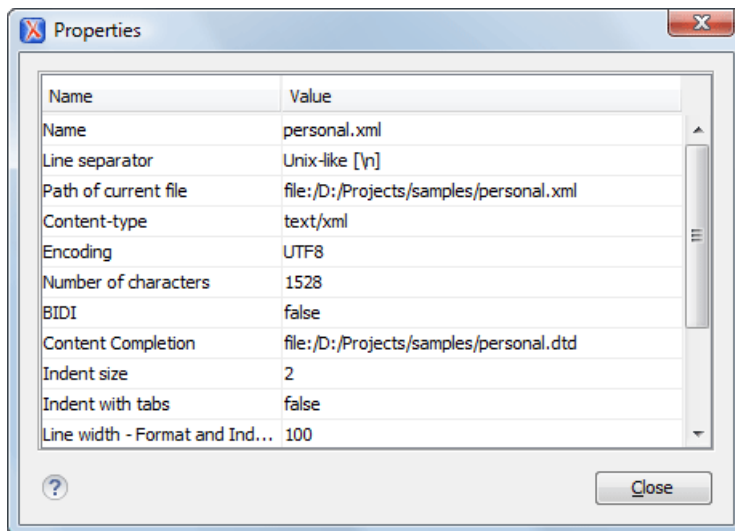 Properties
Name Value
Name personal.xml
Line separator Unix-like [\n]
Path of current file file:/D:/Projects/samples/personal.xml
Content-type text/xml
Encoding UTF8
Number of characters 1528
BIDI false
Content Completion file:/D:/Projects/samples/personal.dtd
Indent size 2
Indent with tabs false
Line width - Format and Ind... 100
? Close